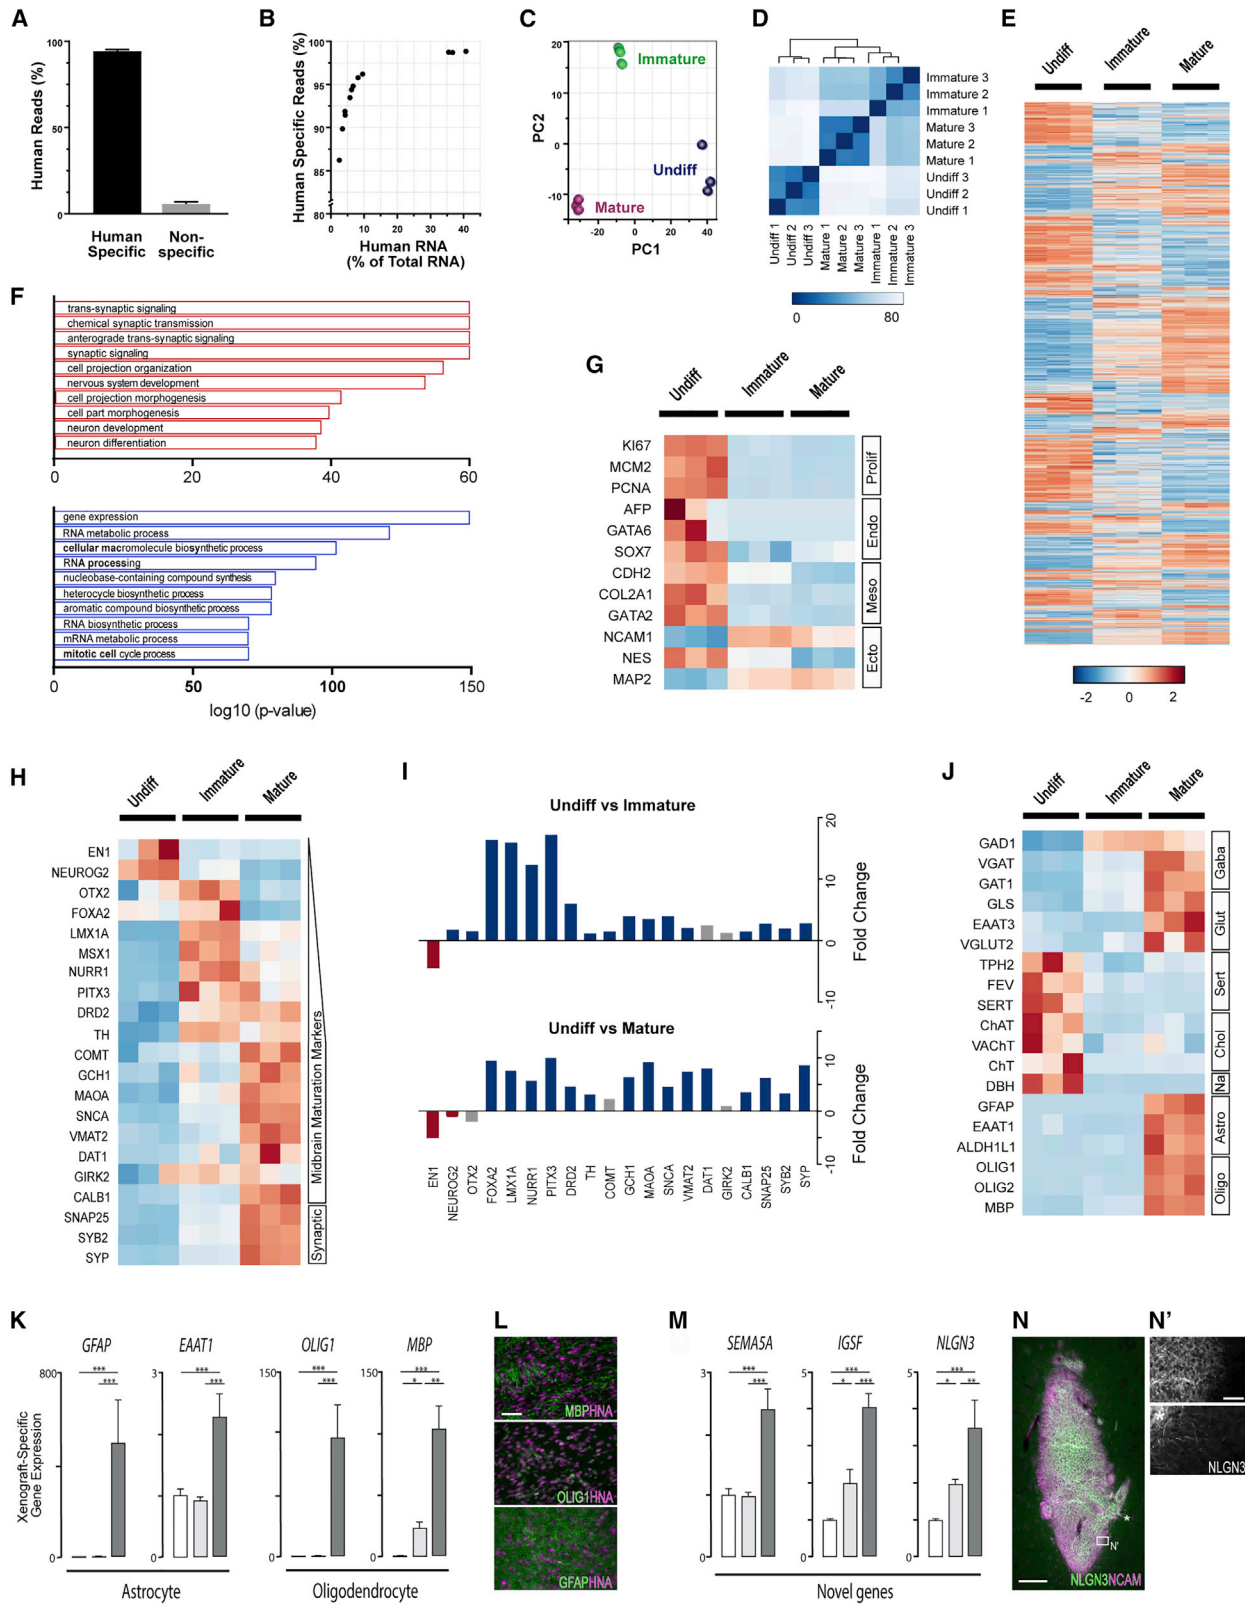 A
Human Reads (%)
100
50
0
Human
Specific
Non-
specific
B
Human Specific Reads (%)
100
95
90
85
80
0 10 20 30 40
Human RNA
(% of Total RNA)
C
PC2
20
10
0
-10
Immature
Undiff
Mature
-20 0 20 40
PC1
D
Immature 3
Immature 2
Immature 1
Mature 3
Mature 2
Mature 1
Undiff 3
Undiff 2
Undiff 1
Undiff 1
Undiff 2
Undiff 3
Mature 1
Mature 2
Mature 3
Immature 1
Immature 2
Immature 3
0 80
E
Undiff
Immature
Mature
-2 0 2
F
trans-synaptic signaling
chemical synaptic transmission
anterograde trans-synaptic signaling
synaptic signaling
cell projection organization
nervous system development
cell projection morphogenesis
cell part morphogenesis
neuron development
neuron differentiation
0 20 40 60
gene expression
RNA metabolic process
cellular macromolecule biosynthetic process
RNA processing
nucleobase-containing compound synthesis
heterocycle biosynthetic process
aromatic compound biosynthetic process
RNA biosynthetic process
mRNA metabolic process
mitotic cell cycle process
0 50 100 150
log10 (p-value)
G
Undiff
Immature
Mature
KI67
MCM2
PCNA
AFP
GATA6
SOX7
CDH2
COL2A1
GATA2
NCAM1
NES
MAP2
Prolif
Endo
Meso
Ecto
H
Undiff
Immature
Mature
EN1
NEUROG2
OTX2
FOXA2
LMX1A
MSX1
NURR1
PITX3
DRD2
TH
COMT
GCH1
MAOA
SNCA
VMAT2
DAT1
GIRK2
CALB1
SNAP25
SYB2
SYP
Midbrain Maturation Markers
Synaptic
I
Undiff vs Immature
20
10
0
-10
Fold Change
Undiff vs Mature
10
0
-10
Fold Change
EN1
NEUROG2
OTX2
FOXA2
LMX1A
NURR1
PITX3
DRD2
TH
COMT
GCH1
MAOA
SNCA
VMAT2
DAT1
GIRK2
CALB1
SNAP25
SYB2
SYP
J
Undiff
Immature
Mature
GAD1
VGAT
GAT1
GLS
EAAT3
VGLUT2
TPH2
FEV
SERT
ChAT
VAChT
ChT
DBH
GFAP
EAAT1
ALDH1L1
OLIG1
OLIG2
MBP
Gaba
Glut
Sert
Chol
Na
Astro
Oligo
K
Xenograft-Specific
Gene Expression
GFAP
800
0
***
***
EAAT1
3
0
***
***
Astrocyte
OLIG1
150
0
***
***
MBP
150
0
***
* **
Oligodendrocyte
L
MBPHNA
OLIG1HNA
GFAPHNA
M
SEMA5A
3
0
***
***
IGSF
5
0
***
* ***
NLGN3
5
0
***
* **
Novel genes
N
*
N'
NLGN3NCAM
N'
*
NLGN3